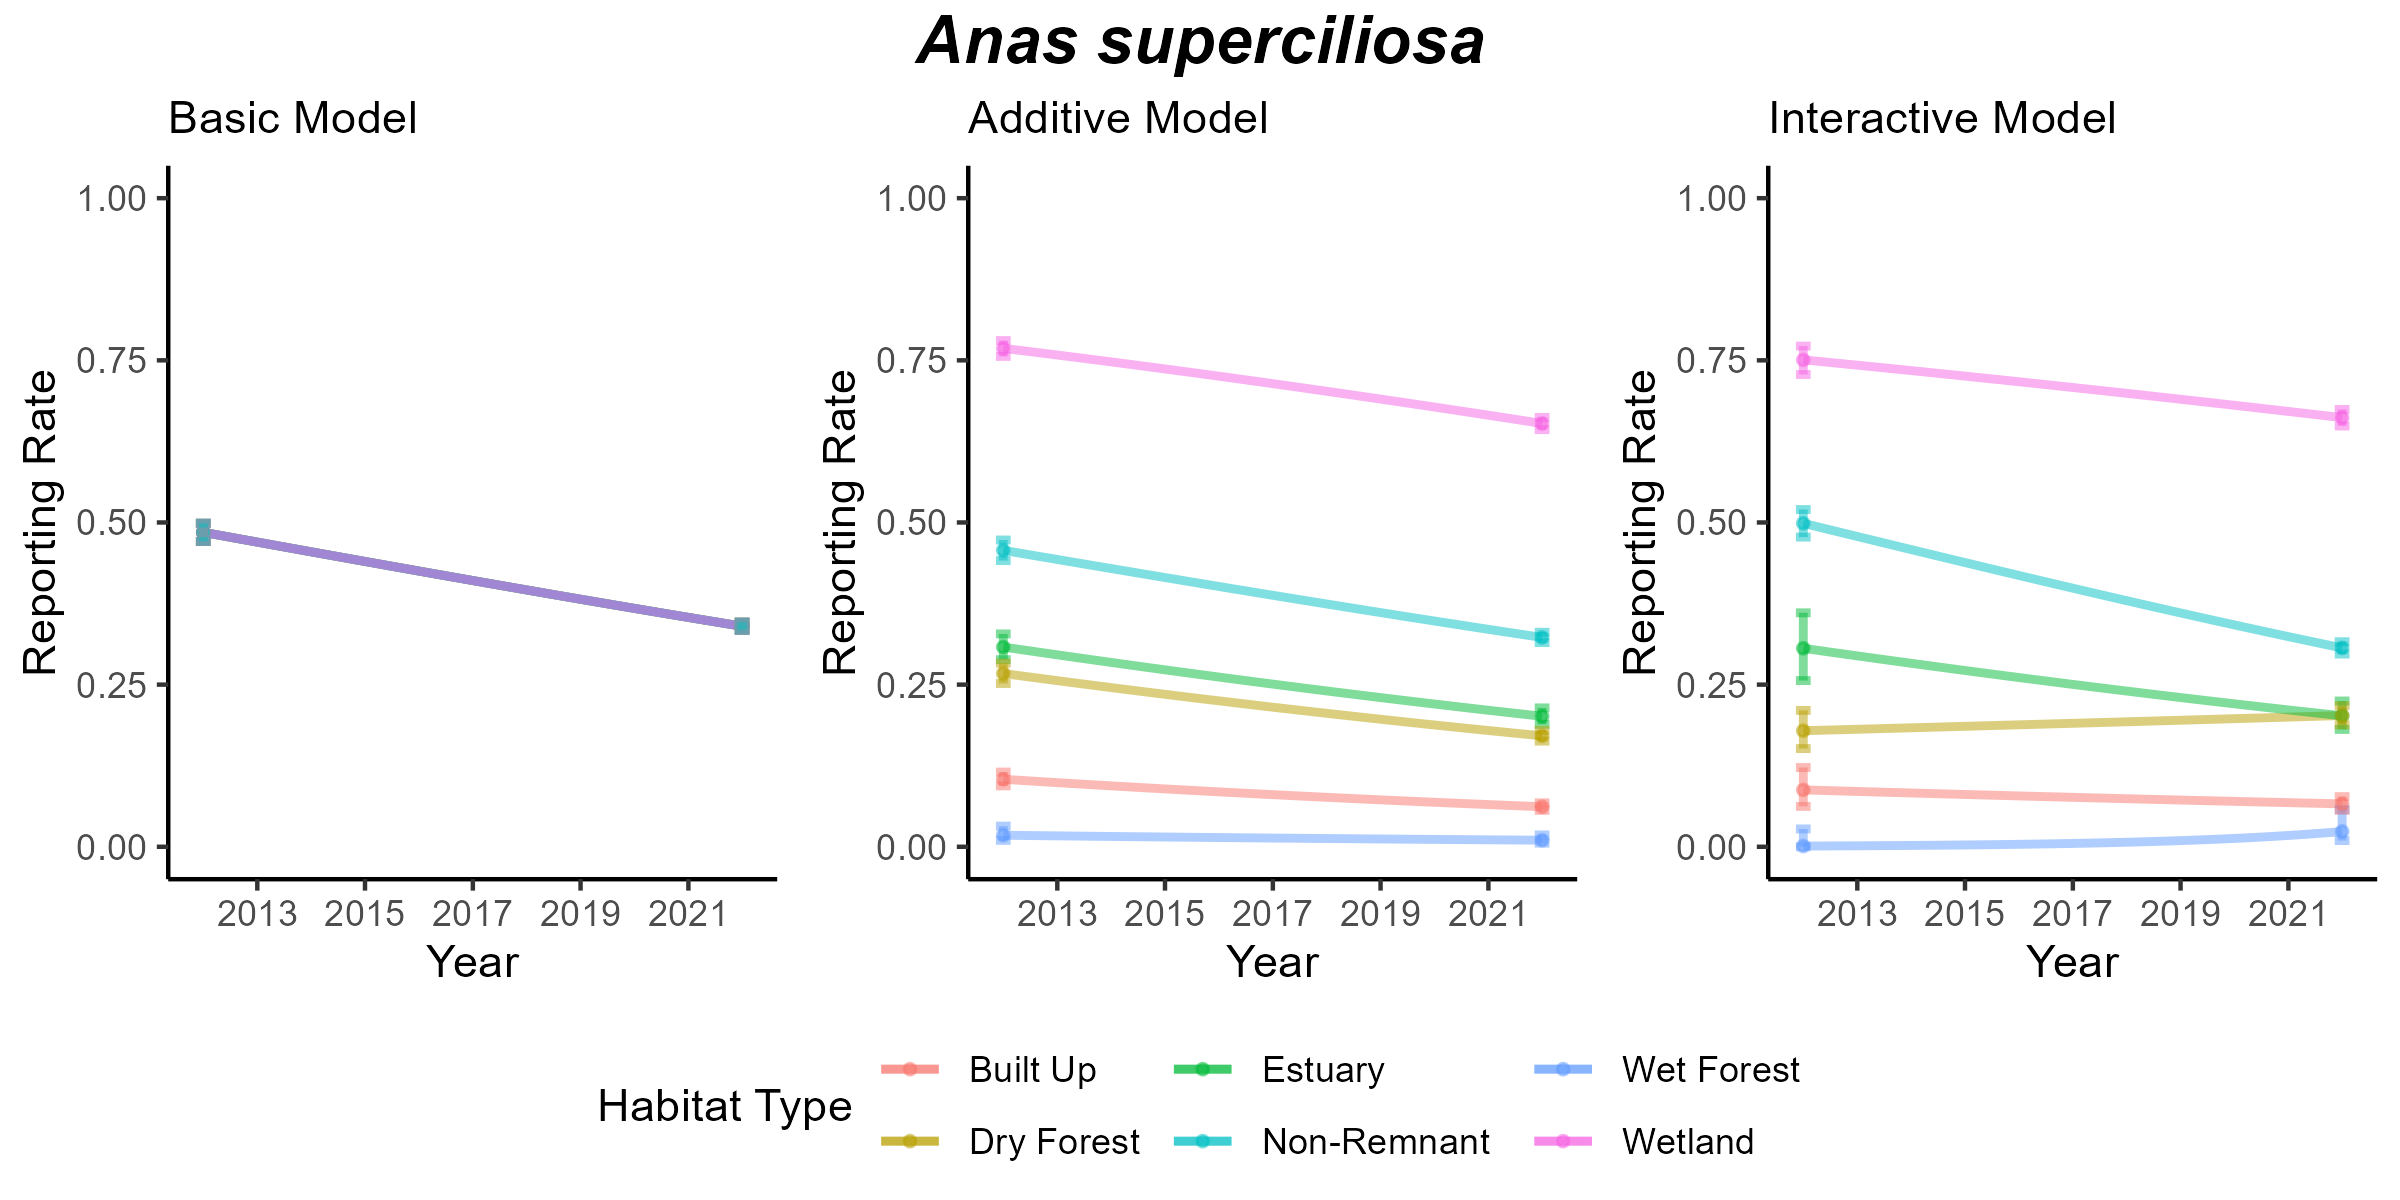 Anas superciliosa
Basic Model
Additive Model
Interactive Model
Reporting Rate
1.00
0.75
0.50
0.25
0.00
2013 2015 2017 2019 2021
Year
Reporting Rate
1.00
0.75
0.50
0.25
0.00
2013 2015 2017 2019 2021
Year
Reporting Rate
1.00
0.75
0.50
0.25
0.00
2013 2015 2017 2019 2021
Year
Habitat Type
Built Up
Estuary
Wet Forest
Dry Forest
Non-Remnant
Wetland